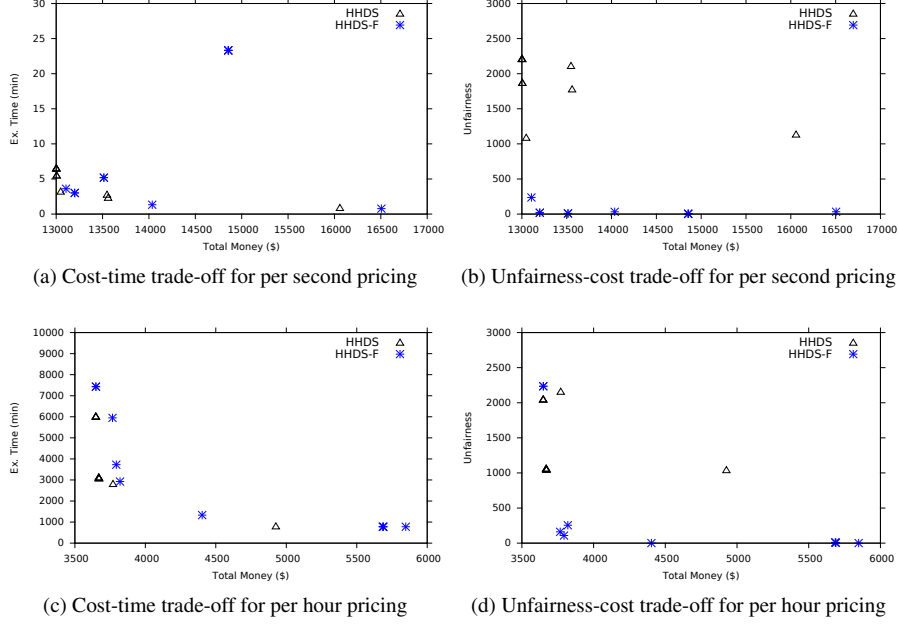 30
25
20
15
10
5
0
13000 13500 14000 14500 15000 15500 16000 16500 17000
Ex. Time (min)
Total Money ($)
HHDS
HHDS-F
(a) Cost-time trade-off for per second pricing
3000
2500
2000
1500
1000
500
0
13000 13500 14000 14500 15000 15500 16000 16500 17000
Unfairness
Total Money ($)
HHDS
HHDS-F
(b) Unfairness-cost trade-off for per second pricing
10000
9000
8000
7000
6000
5000
4000
3000
2000
1000
0
3500 4000 4500 5000 5500 6000
Ex. Time (min)
Total Money ($)
HHDS
HHDS-F
(c) Cost-time trade-off for per hour pricing
3000
2500
2000
1500
1000
500
0
3500 4000 4500 5000 5500 6000
Unfairness
Total Money ($)
HHDS
HHDS-F
(d) Unfairness-cost trade-off for per hour pricing